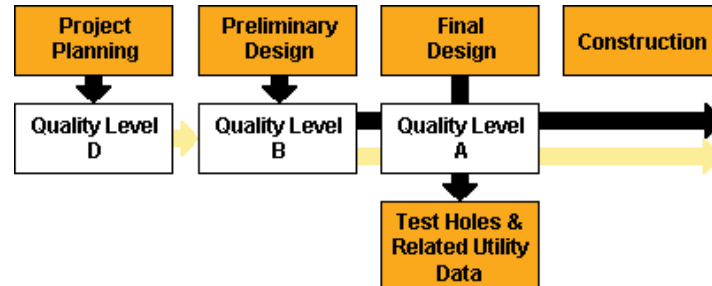 Project
Planning
Preliminary
Design
Final
Design
Construction
Quality Level
D
Quality Level
B
Quality Level
A
Test Holes &
Related Utility
Data